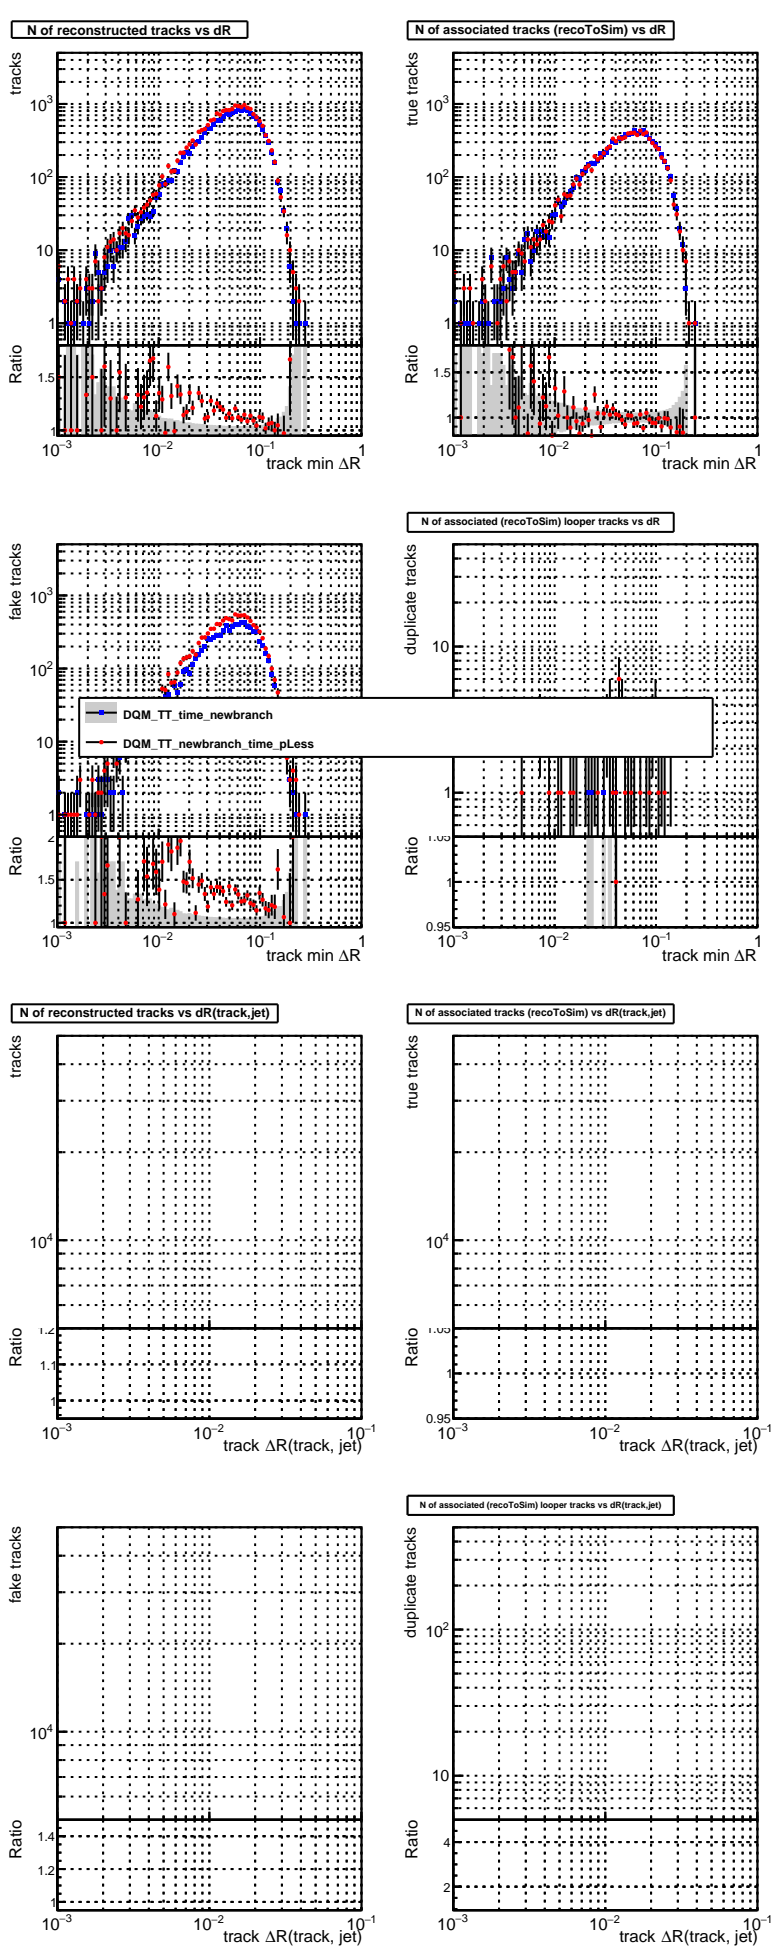 N of reconstructed tracks vs dR
N of associated tracks (recoToSim) vs dR
tracks
10³
10²
10
1
Ratio
1.5
1
10⁻³ 10⁻² 10⁻¹ 1
track min ΔR
true tracks
10³
10²
10
1
Ratio
1.5
1
10⁻³ 10⁻² 10⁻¹ 1
track min ΔR
N of associated (recoToSim) looper tracks vs dR
fake tracks
10³
10²
10
1
Ratio
2
1.5
1
10⁻³ 10⁻² 10⁻¹ 1
track min ΔR
duplicate tracks
10
1
Ratio
1.05
1
0.95
10⁻³ 10⁻² 10⁻¹ 1
track min ΔR
DQM_TT_time_newbranch
DQM_TT_newbranch_time_pLess
N of reconstructed tracks vs dR(track,jet)
N of associated tracks (recoToSim) vs dR(track,jet)
tracks
10⁴
Ratio
1.2
1.1
1
10⁻³ 10⁻² 10⁻¹
track ΔR(track, jet)
true tracks
10⁴
Ratio
1.05
1
0.95
10⁻³ 10⁻² 10⁻¹
track ΔR(track, jet)
N of associated (recoToSim) looper tracks vs dR(track,jet)
fake tracks
10⁴
Ratio
1.4
1.2
1
10⁻³ 10⁻² 10⁻¹
track ΔR(track, jet)
duplicate tracks
10²
10
Ratio
4
2
10⁻³ 10⁻² 10⁻¹
track ΔR(track, jet)